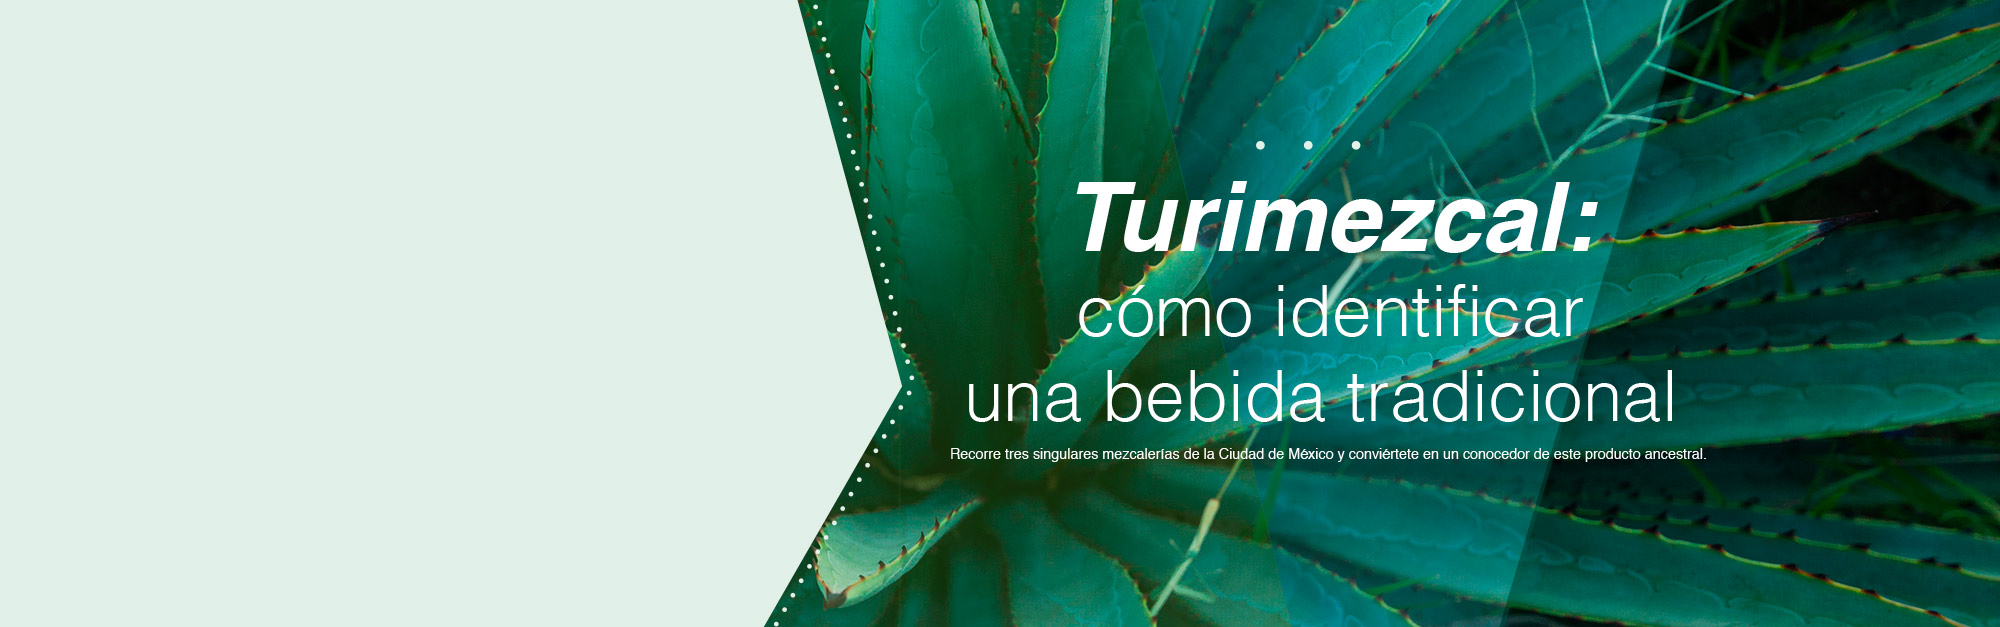 Turimezcal:
cómo identificar
una bebida tradicional
Recorre tres singulares mezcalerías de la Ciudad de México y conviértete en un conocedor de este producto ancestral.